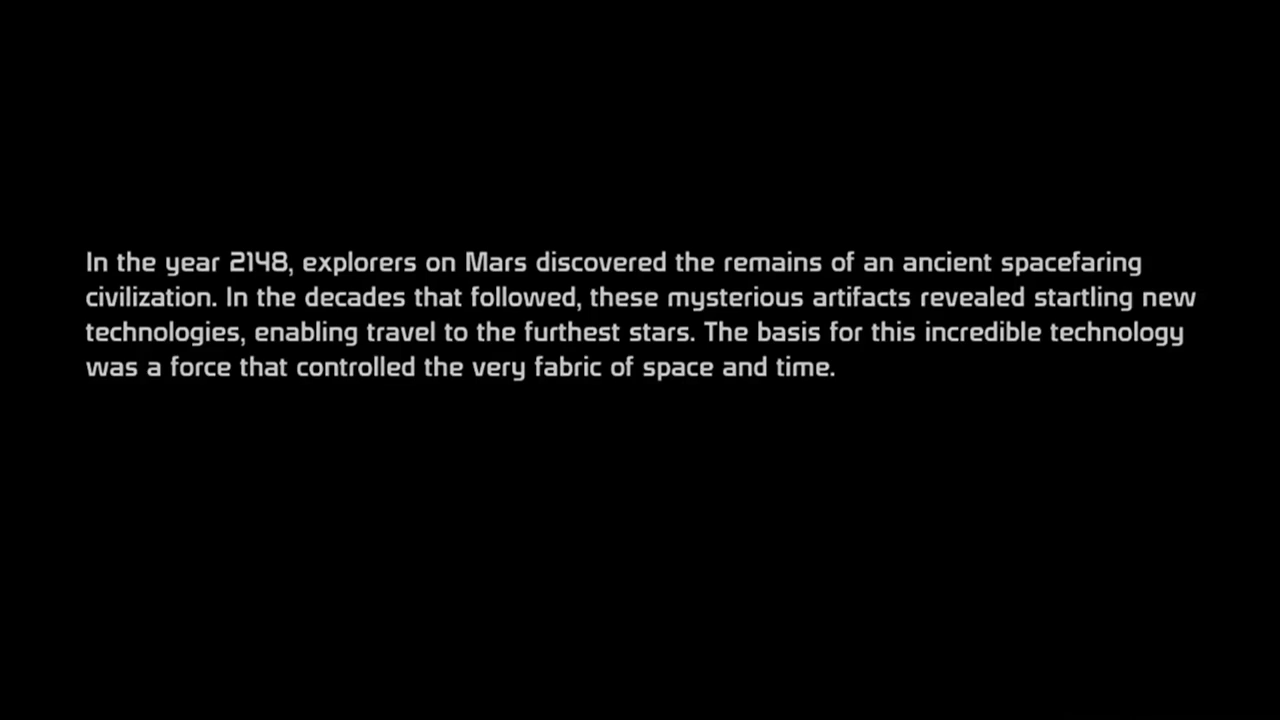 In the year 2148, explorers on Mars discovered the remains of an ancient spacefaring
civilization. In the decades that followed, these mysterious artifacts revealed startling new
technologies, enabling travel to the furthest stars. The basis for this incredible technology
was a force that controlled the very fabric of space and time.